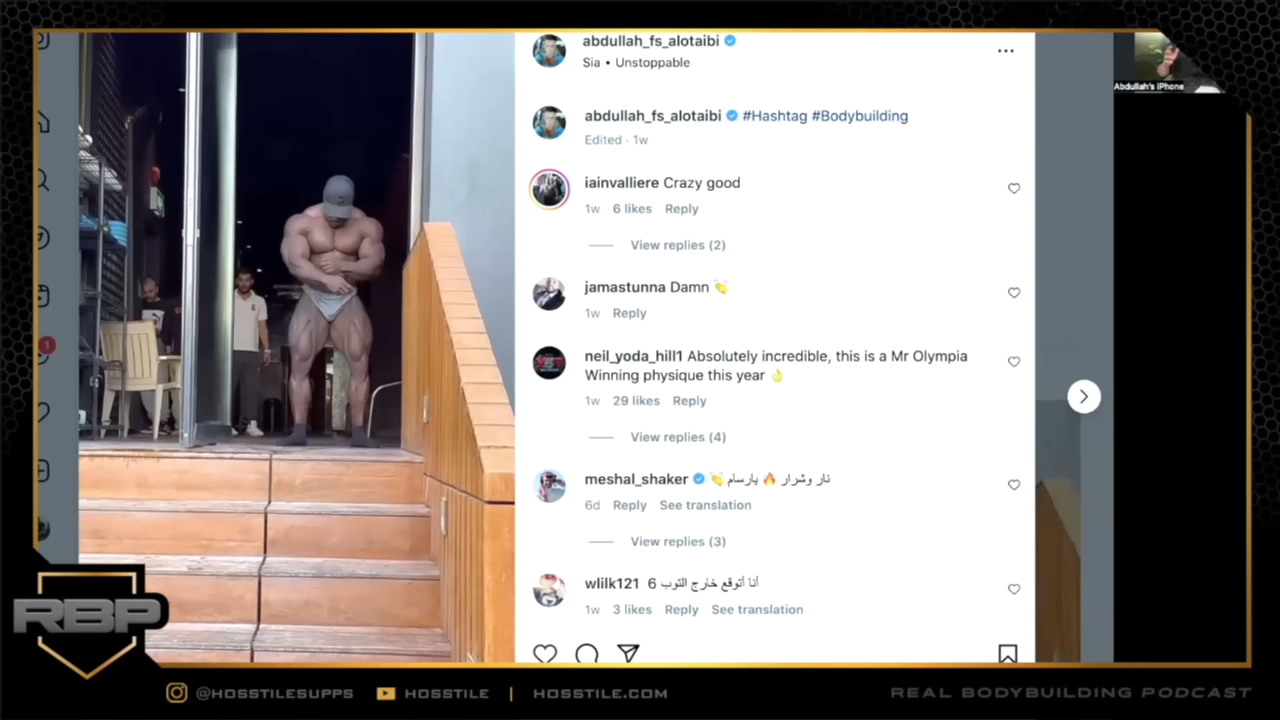 abdullah_fs_alotaibi
Sia • Unstoppable
Abdullah's iPhone
abdullah_fs_alotaibi #Hashtag #Bodybuilding
Edited · 1w
iainvalliere Crazy good
1w 6 likes Reply
View replies (2)
jamastunna Damn 👏
1w Reply
neil_yoda_hill1 Absolutely incredible, this is a Mr Olympia
Winning physique this year 👌
1w 29 likes Reply
View replies (4)
1
meshal_shaker نار وشرار 🔥 يارسام 👏
6d Reply See translation
View replies (3)
wlilk121 أنا أتوقع خارج التوب 6
1w 3 likes Reply See translation
RBP
@HOSSTILESUPPS HOSSTILE | HOSSTILE.COM
REAL BODYBUILDING PODCAST